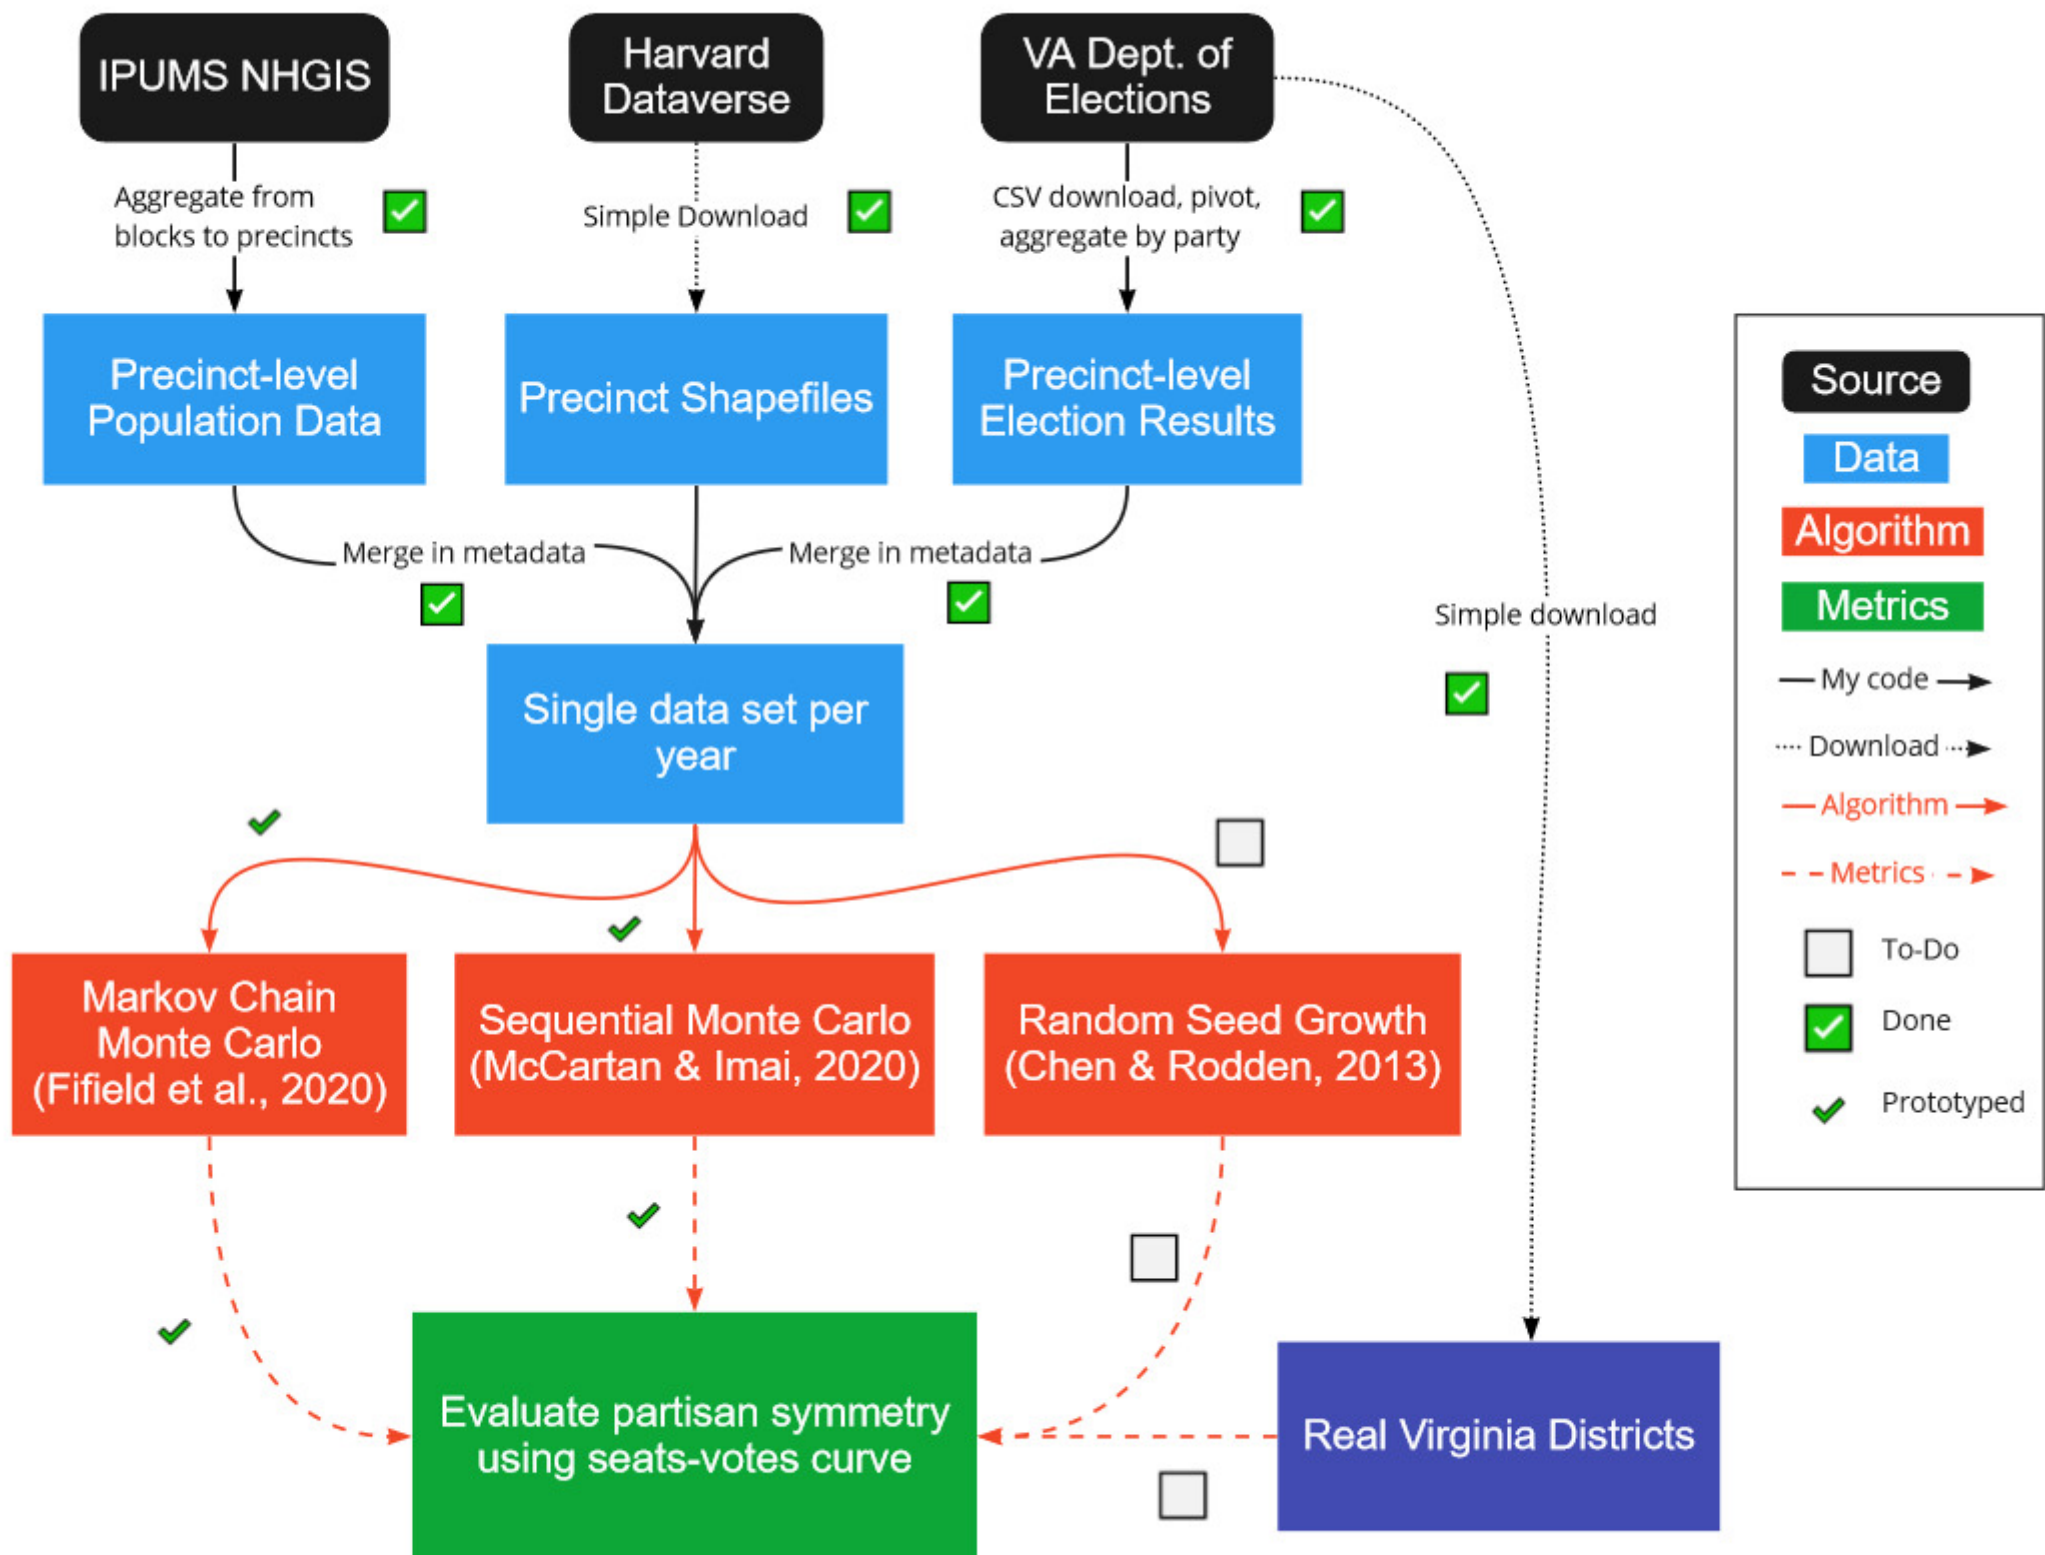 IPUMS NHGIS
Harvard
Dataverse
VA Dept. of
Elections
Aggregate from
blocks to precincts
Simple Download
CSV download, pivot,
aggregate by party
Precinct-level
Population Data
Precinct Shapefiles
Precinct-level
Election Results
Merge in metadata
Merge in metadata
Simple download
Single data set per
year
Markov Chain
Monte Carlo
(Fifield et al., 2020)
Sequential Monte Carlo
(McCartan & Imai, 2020)
Random Seed Growth
(Chen & Rodden, 2013)
Evaluate partisan symmetry
using seats-votes curve
Real Virginia Districts
Source
Data
Algorithm
Metrics
My code
Download
Algorithm
Metrics
To-Do
Done
Prototyped